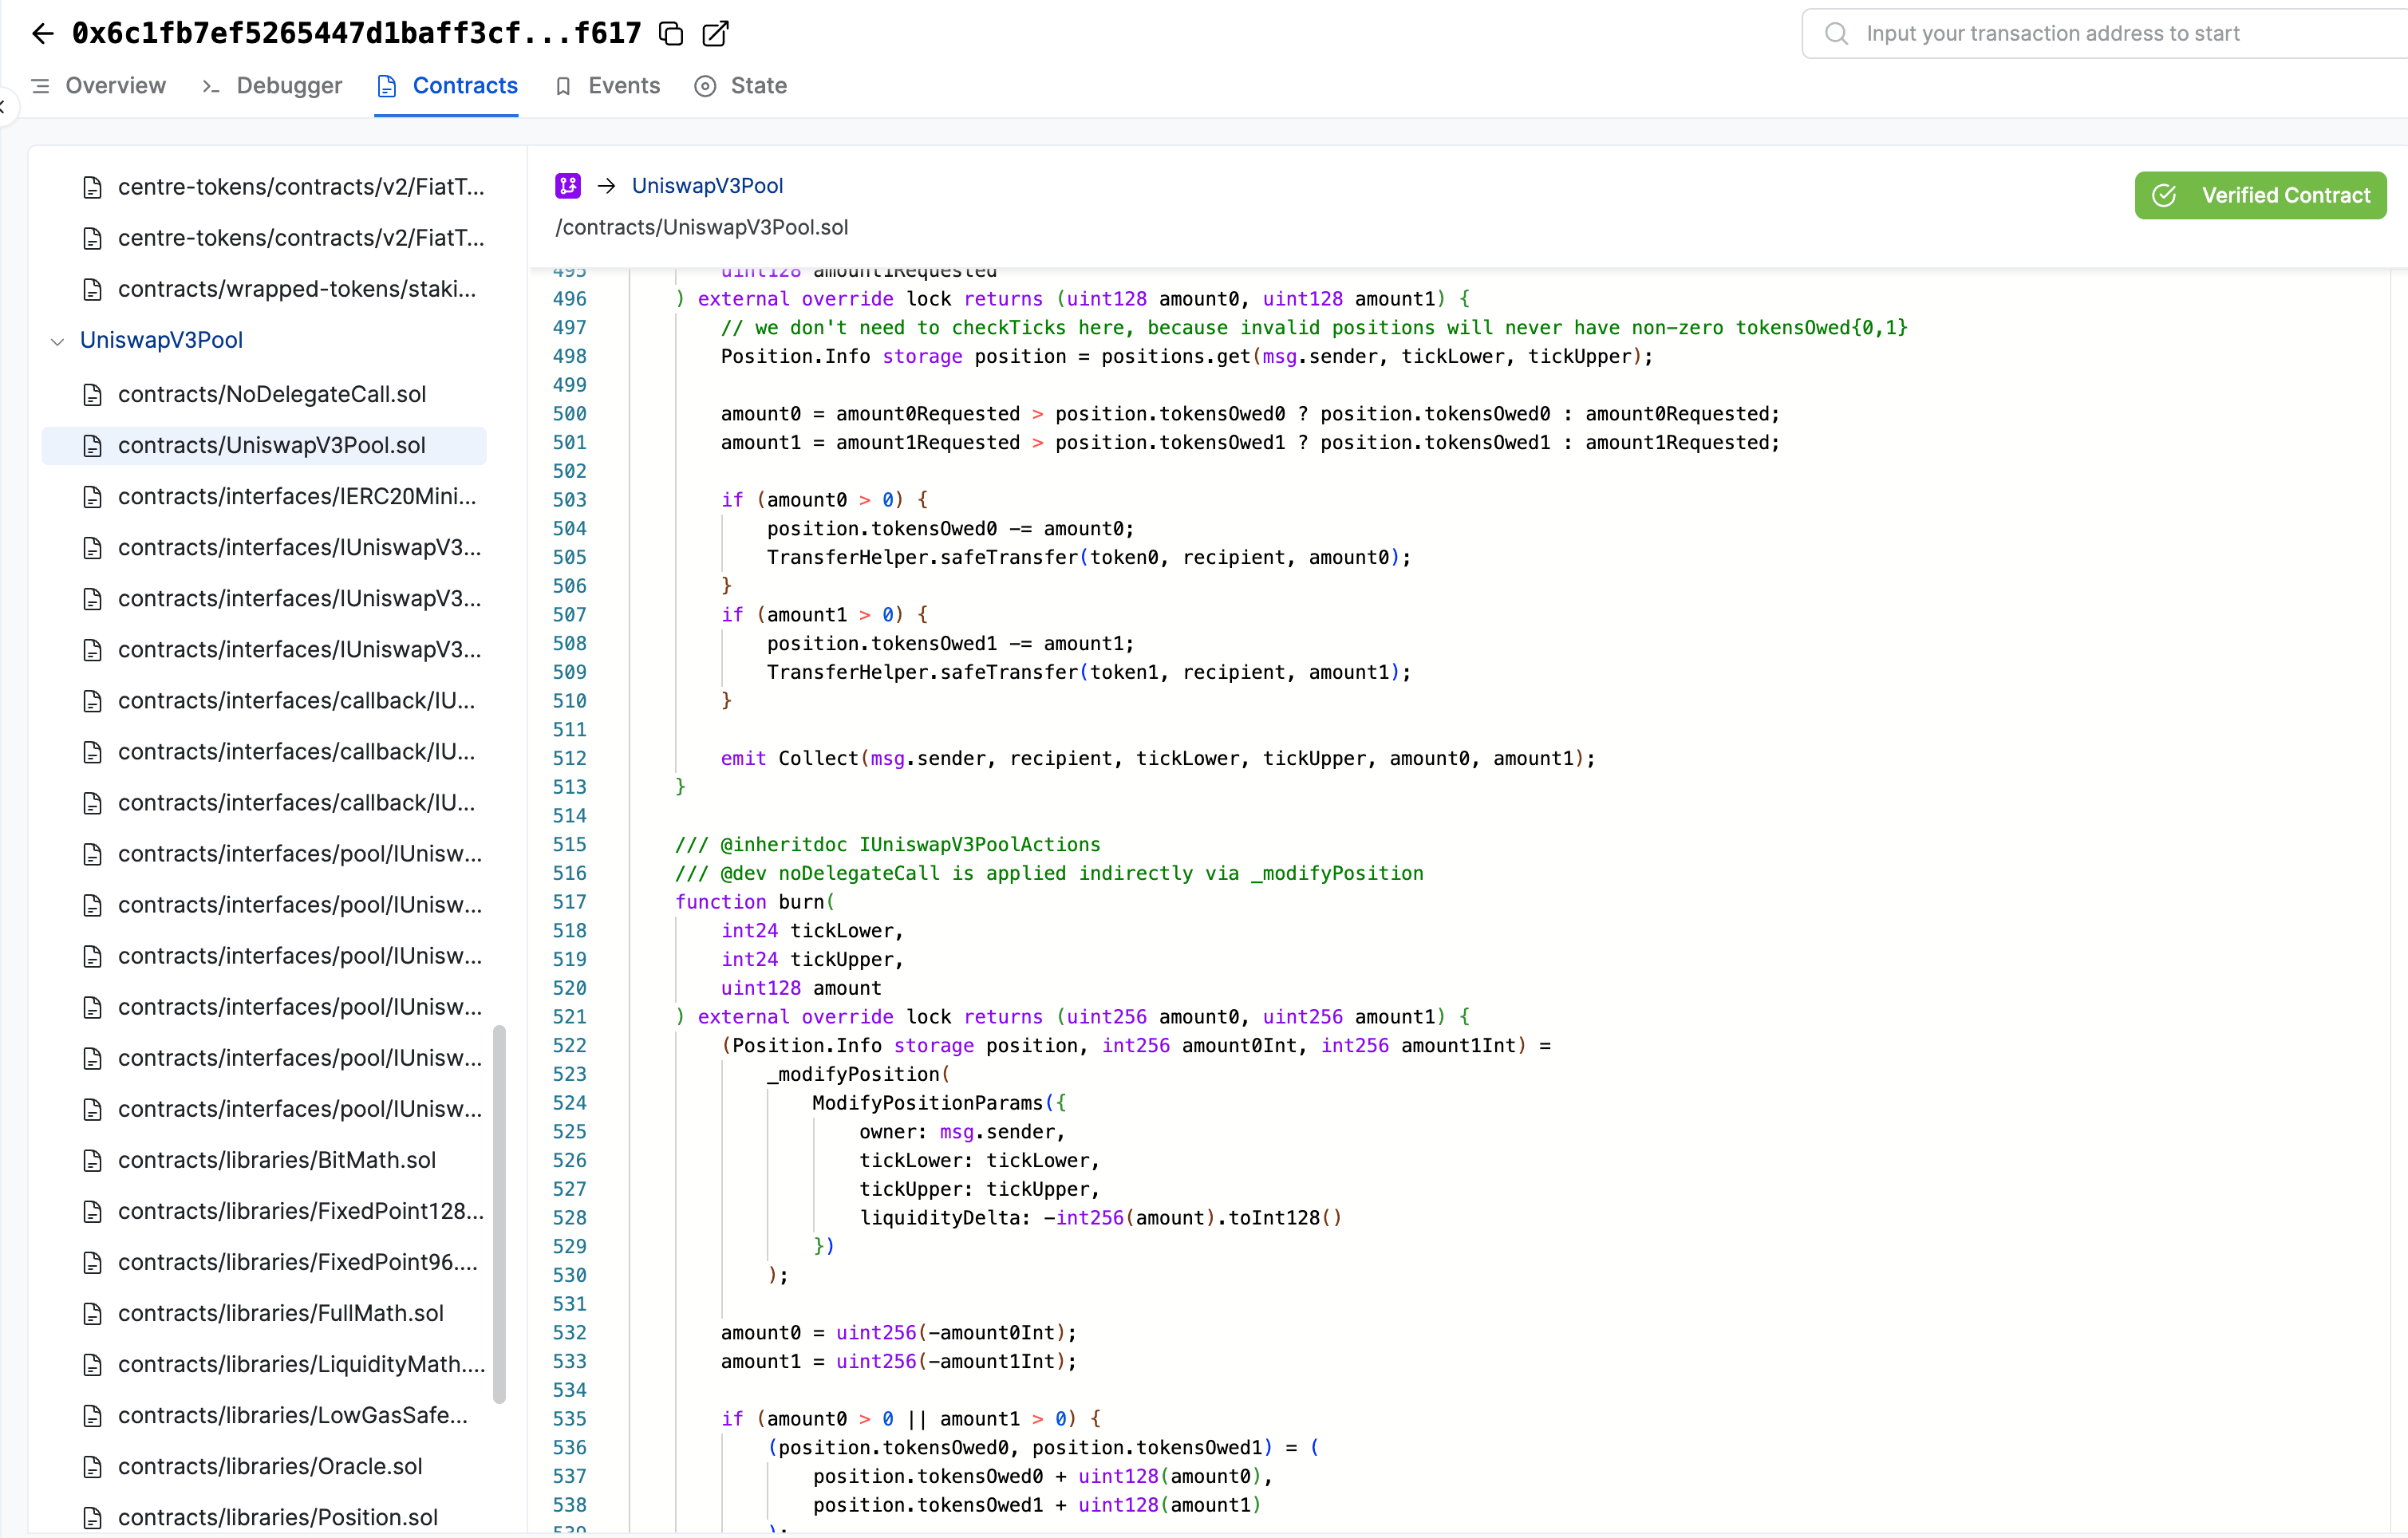 0x6c1fb7ef5265447d1baff3cf...f617
Input your transaction address to start
Overview
Debugger
Contracts
Events
State
centre-tokens/contracts/v2/FiatT...
centre-tokens/contracts/v2/FiatT...
contracts/wrapped-tokens/staki...
UniswapV3Pool
contracts/NoDelegateCall.sol
contracts/UniswapV3Pool.sol
contracts/interfaces/IERC20Mini...
contracts/interfaces/IUniswapV3...
contracts/interfaces/IUniswapV3...
contracts/interfaces/IUniswapV3...
contracts/interfaces/callback/IU...
contracts/interfaces/callback/IU...
contracts/interfaces/callback/IU...
contracts/interfaces/pool/IUnisw...
contracts/interfaces/pool/IUnisw...
contracts/interfaces/pool/IUnisw...
contracts/interfaces/pool/IUnisw...
contracts/interfaces/pool/IUnisw...
contracts/interfaces/pool/IUnisw...
contracts/libraries/BitMath.sol
contracts/libraries/FixedPoint128...
contracts/libraries/FixedPoint96....
contracts/libraries/FullMath.sol
contracts/libraries/LiquidityMath....
contracts/libraries/LowGasSafe...
contracts/libraries/Oracle.sol
contracts/libraries/Position.sol
→ UniswapV3Pool
/contracts/UniswapV3Pool.sol
Verified Contract
495 uint128 amount1Requested
496 ) external override lock returns (uint128 amount0, uint128 amount1) {
497 // we don't need to checkTicks here, because invalid positions will never have non-zero tokensOwed{0,1}
498 Position.Info storage position = positions.get(msg.sender, tickLower, tickUpper);
499
500 amount0 = amount0Requested > position.tokensOwed0 ? position.tokensOwed0 : amount0Requested;
501 amount1 = amount1Requested > position.tokensOwed1 ? position.tokensOwed1 : amount1Requested;
502
503 if (amount0 > 0) {
504 position.tokensOwed0 -= amount0;
505 TransferHelper.safeTransfer(token0, recipient, amount0);
506 }
507 if (amount1 > 0) {
508 position.tokensOwed1 -= amount1;
509 TransferHelper.safeTransfer(token1, recipient, amount1);
510 }
511
512 emit Collect(msg.sender, recipient, tickLower, tickUpper, amount0, amount1);
513 }
514
515 /// @inheritdoc IUniswapV3PoolActions
516 /// @dev noDelegateCall is applied indirectly via _modifyPosition
517 function burn(
518 int24 tickLower,
519 int24 tickUpper,
520 uint128 amount
521 ) external override lock returns (uint256 amount0, uint256 amount1) {
522 (Position.Info storage position, int256 amount0Int, int256 amount1Int) =
523 _modifyPosition(
524 ModifyPositionParams({
525 owner: msg.sender,
526 tickLower: tickLower,
527 tickUpper: tickUpper,
528 liquidityDelta: -int256(amount).toInt128()
529 })
530 );
531
532 amount0 = uint256(-amount0Int);
533 amount1 = uint256(-amount1Int);
534
535 if (amount0 > 0 || amount1 > 0) {
536 (position.tokensOwed0, position.tokensOwed1) = (
537 position.tokensOwed0 + uint128(amount0),
538 position.tokensOwed1 + uint128(amount1)
539 );